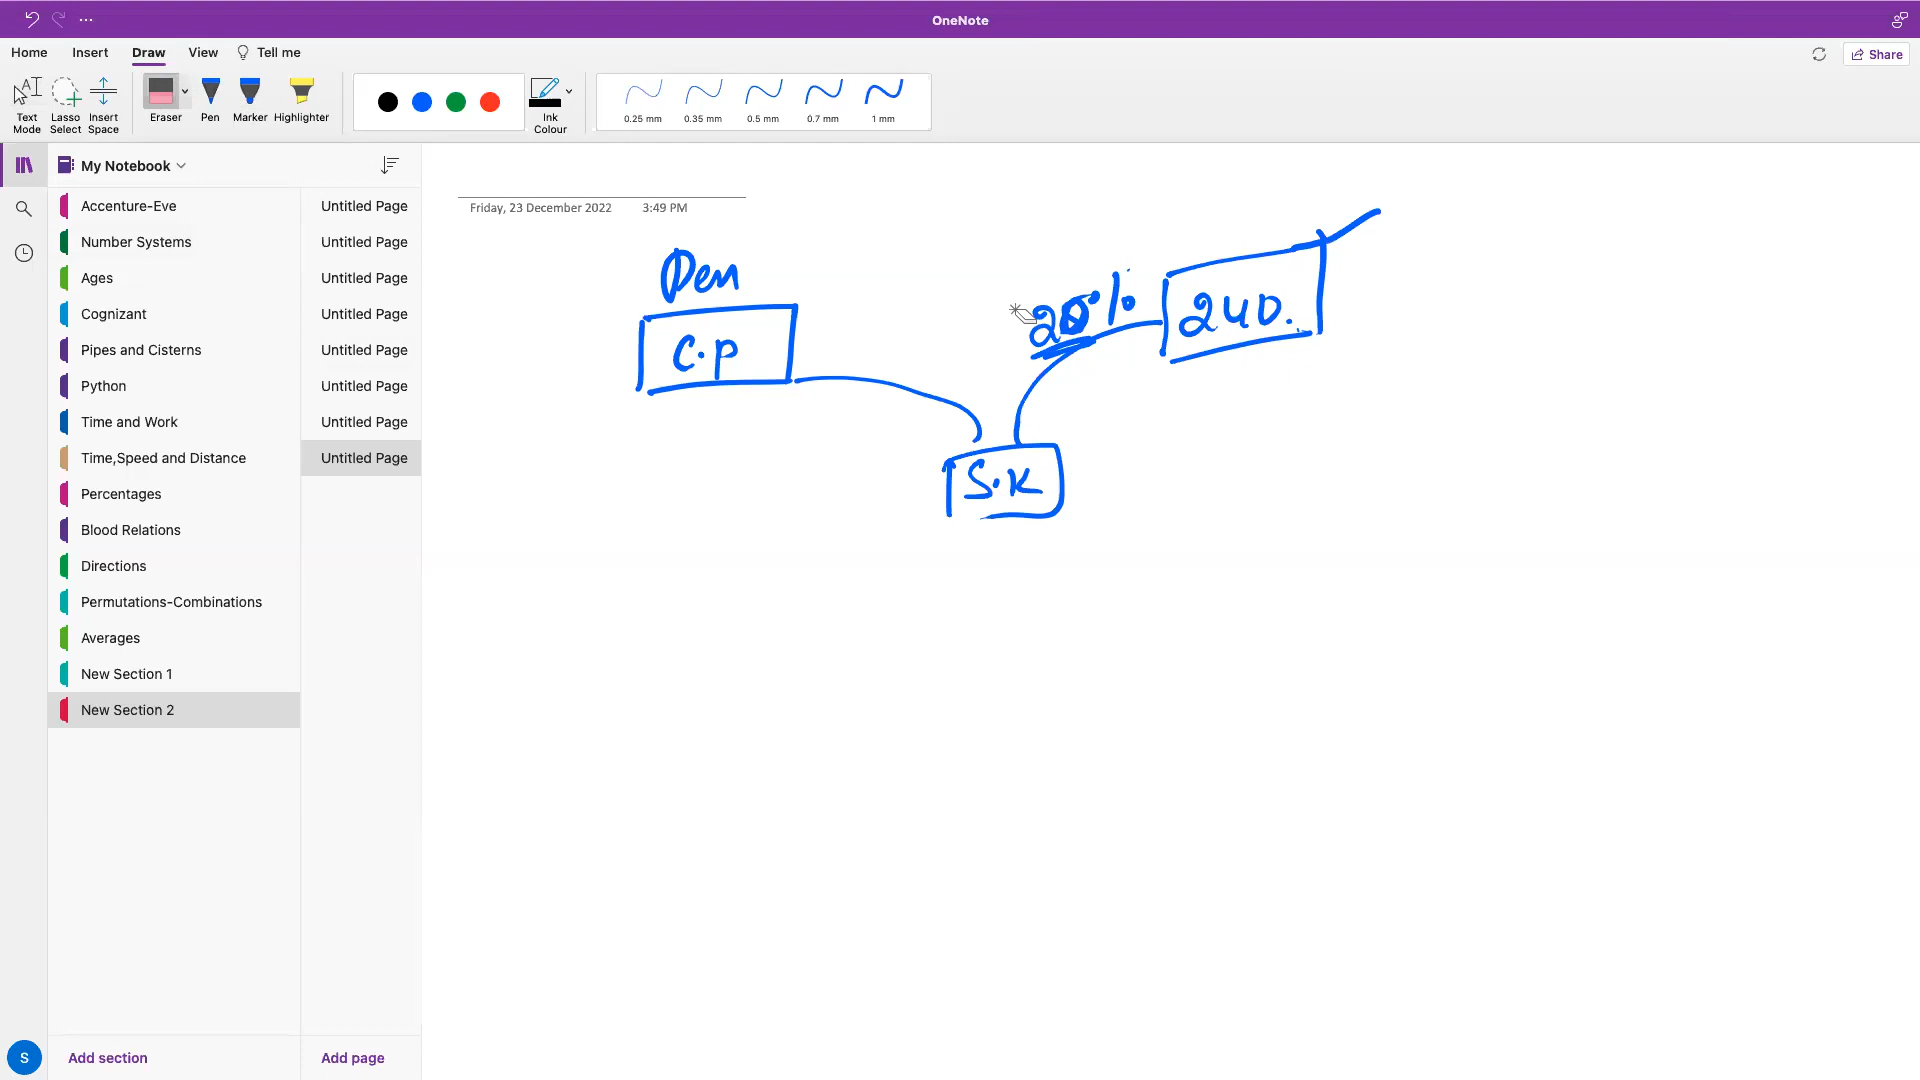 OneNote
Home
Insert
Draw
View
Tell me
Share
Text
Mode
Lasso
Select
Insert
Space
Eraser
Pen
Marker
Highlighter
Ink
Colour
0.25 mm
0.35 mm
0.5 mm
0.7 mm
1 mm
My Notebook
Accenture-Eve
Number Systems
Ages
Cognizant
Pipes and Cisterns
Python
Time and Work
Time,Speed and Distance
Percentages
Blood Relations
Directions
Permutations-Combinations
Averages
New Section 1
New Section 2
Add section
Untitled Page
Untitled Page
Untitled Page
Untitled Page
Untitled Page
Untitled Page
Untitled Page
Untitled Page
Add page
Friday, 23 December 2022 3:49 PM
Pen
C.P
20%
240.
S.K
S